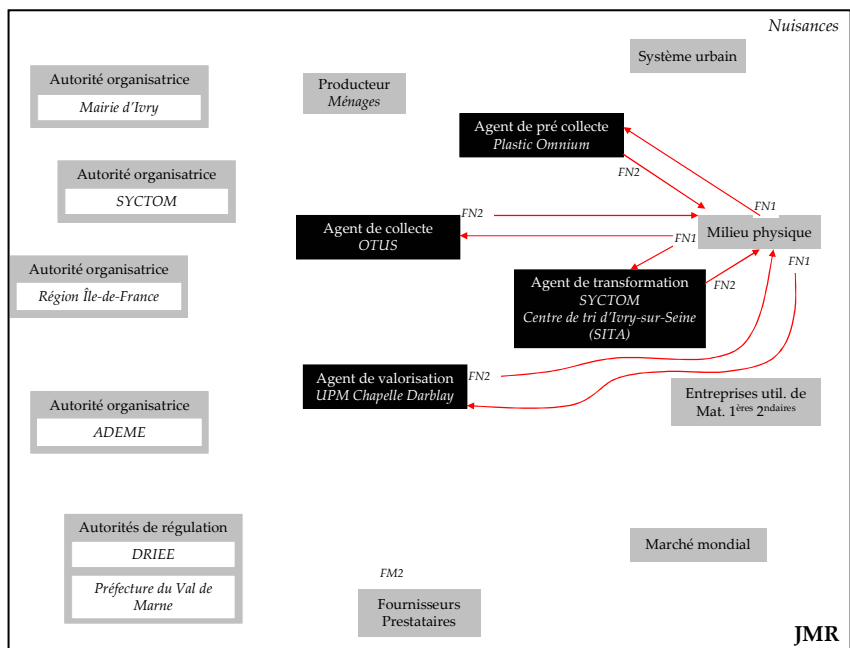 Nuisances
Système urbain
Autorité organisatrice
Mairie d'Ivry
Producteur
Ménages
Agent de pré collecte
Plastic Omnium
FN2
Autorité organisatrice
SYCTOM
FN1
FN2
Agent de collecte
OTUS
FN1
Milieu physique
FN1
Autorité organisatrice
Région Île-de-France
Agent de transformation
SYCTOM
Centre de tri d'Ivry-sur-Seine
(SITA)
FN2
Agent de valorisation
UPM Chapelle Darblay
FN2
Entreprises util. de
Mat. 1ères 2ndaires
Autorité organisatrice
ADEME
Autorités de régulation
DRIEE
Préfecture du Val de
Marne
Marché mondial
FM2
Fournisseurs
Prestataires
JMR